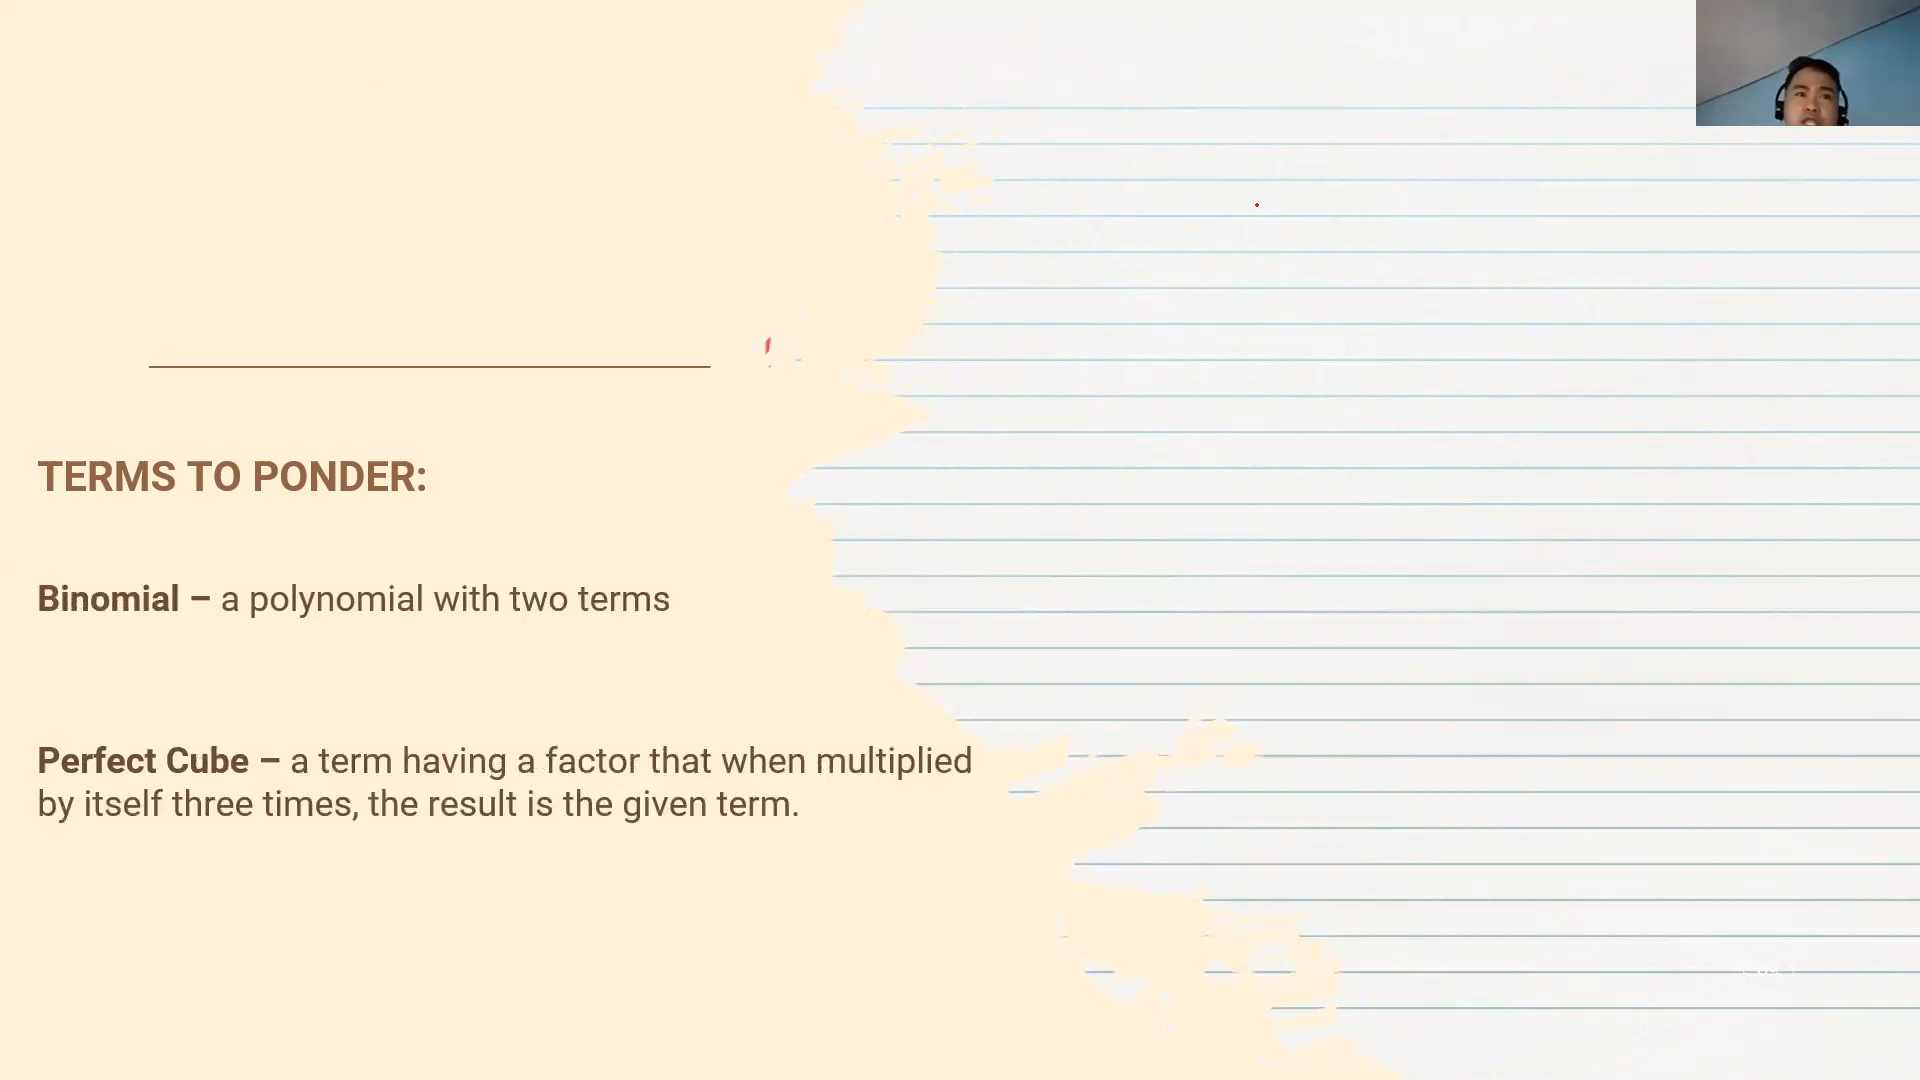 TERMS TO PONDER:
Binomial – a polynomial with two terms
Perfect Cube – a term having a factor that when multiplied
by itself three times, the result is the given term.